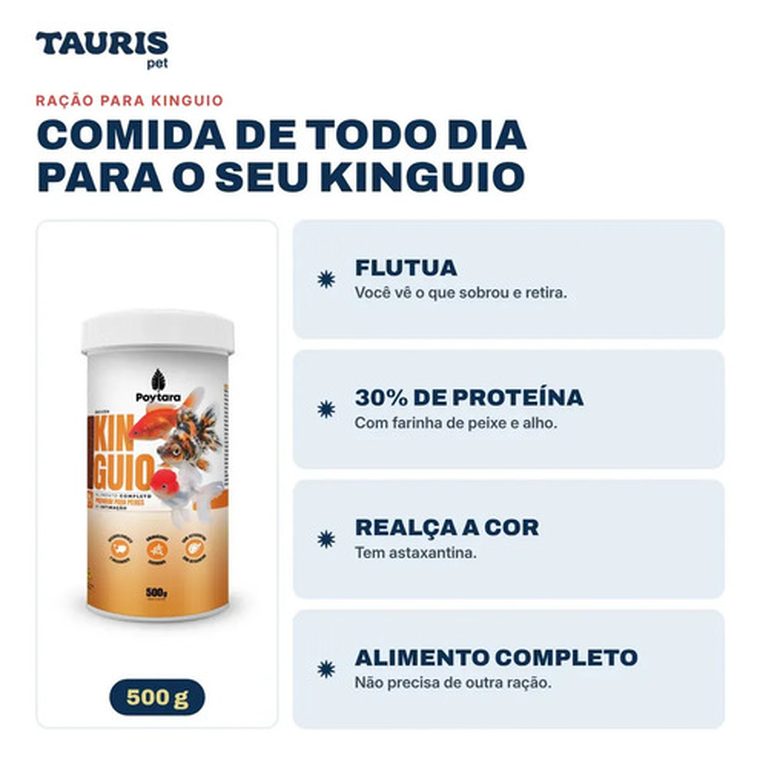 TAURIS
pet
RAÇÃO PARA KINGUIO
COMIDA DE TODO DIA
PARA O SEU KINGUIO
Poytara
KIN
GUIO
ALIMENTO COMPLETO
500g
500 g
FLUTUA
Você vê o que sobrou e retira.
30% DE PROTEÍNA
Com farinha de peixe e alho.
REALÇA A COR
Tem astaxantina.
ALIMENTO COMPLETO
Não precisa de outra ração.